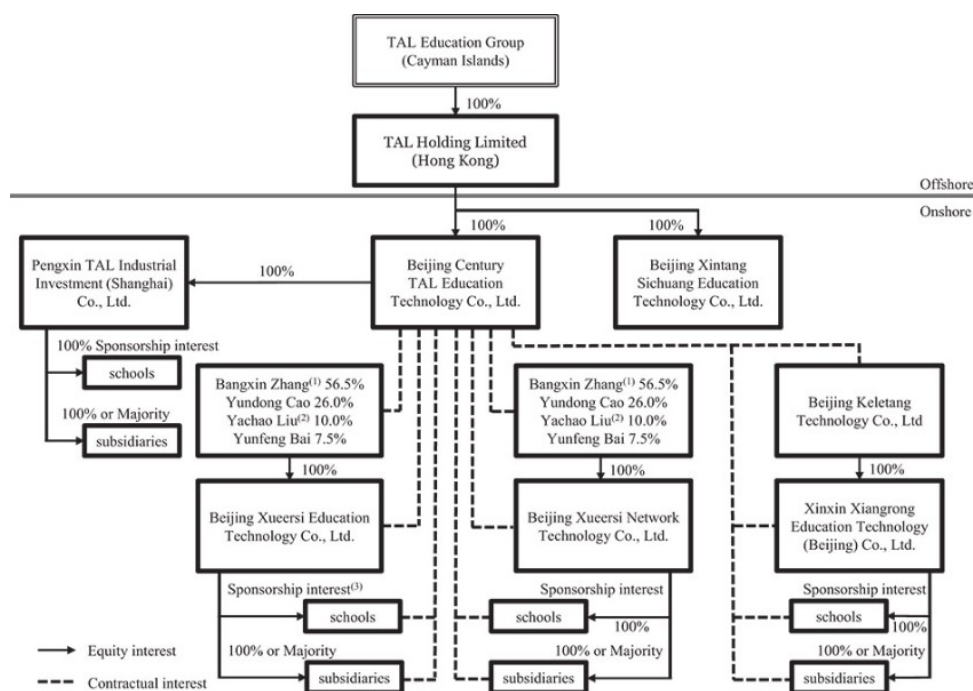 TAL Education Group
(Cayman Islands)
100%
TAL Holding Limited
(Hong Kong)
Offshore
Onshore
100%
100%
Pengxin TAL Industrial
Investment (Shanghai)
Co., Ltd.
100%
Beijing Century
TAL Education
Technology Co., Ltd.
Beijing Xintang
Sichuang Education
Technology Co., Ltd.
100% Sponsorship interest
schools
100% or Majority
subsidiaries
Bangxin Zhang(1) 56.5%
Yundong Cao 26.0%
Yachao Liu(2) 10.0%
Yunfeng Bai 7.5%
Bangxin Zhang(1) 56.5%
Yundong Cao 26.0%
Yachao Liu(2) 10.0%
Yunfeng Bai 7.5%
Beijing Keletang
Technology Co., Ltd
100%
100%
100%
Beijing Xueersi Education
Technology Co., Ltd.
Beijing Xueersi Network
Technology Co., Ltd.
Xinxin Xiangrong
Education Technology
(Beijing) Co., Ltd.
Sponsorship interest(3)
schools
100% or Majority
subsidiaries
Sponsorship interest
schools
100%
100% or Majority
subsidiaries
Sponsorship interest
schools
100%
100% or Majority
subsidiaries
Equity interest
Contractual interest